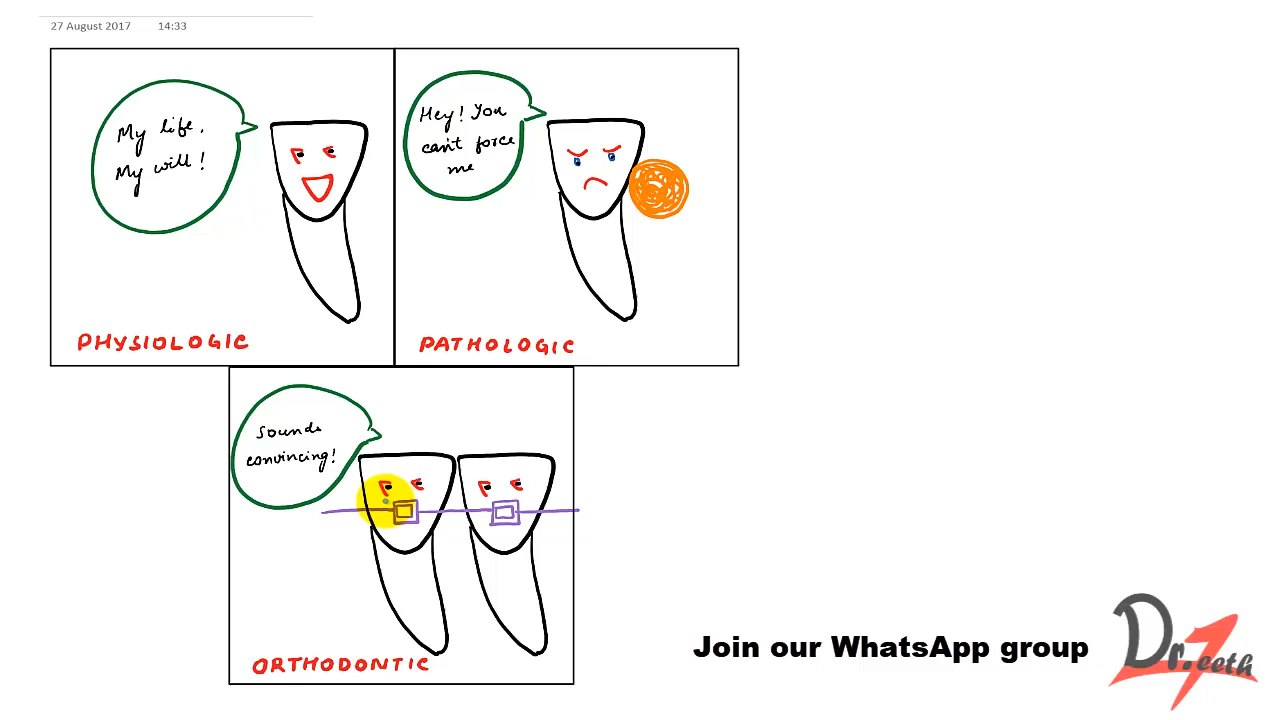 27 August 2017 14:33
My life,
My will!
Hey! You
can't force
me
PHYSIOLOGIC
PATHOLOGIC
Sounds
convincing!
ORTHODONTIC
Join our WhatsApp group
Dr.Teeth